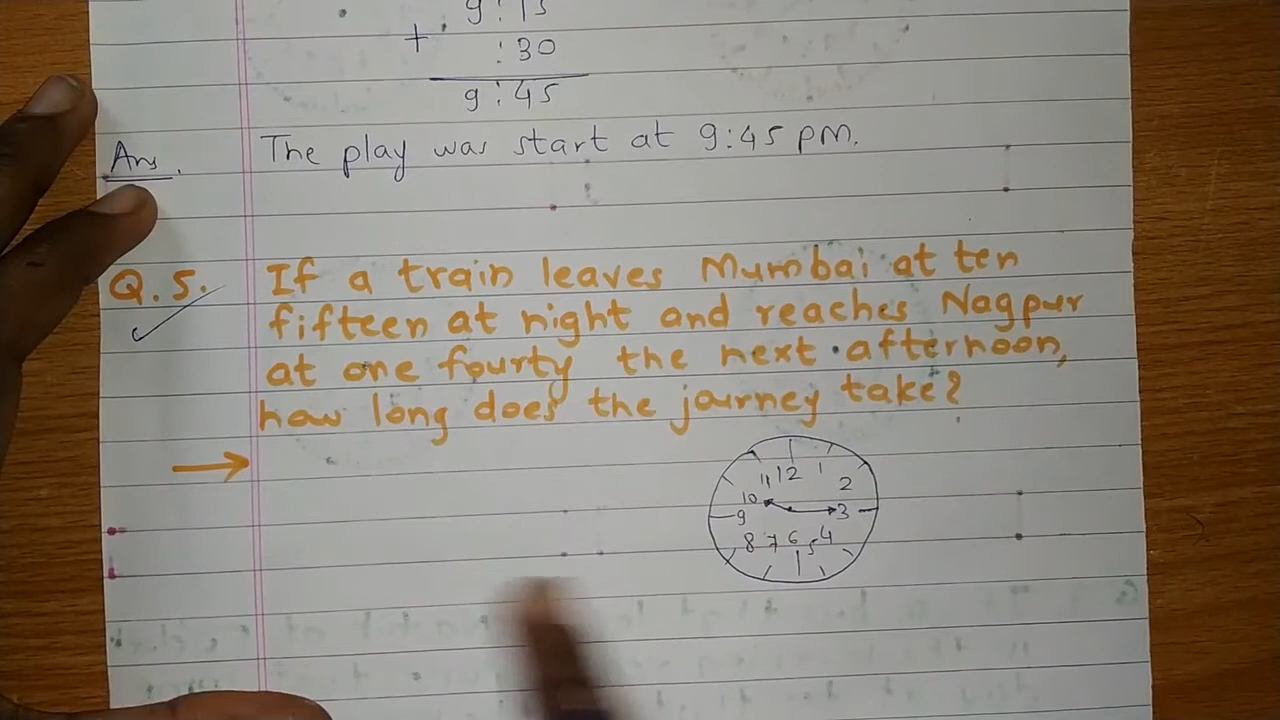 9:15
+ :30
9:45
Ans. The play was start at 9:45 pm.
Q.5. If a train leaves Mumbai at ten
fifteen at night and reaches Nagpur
at one fourty the next afternoon,
how long does the journey take?
11 12 1
10 2
9 3
8 7 6 5 4